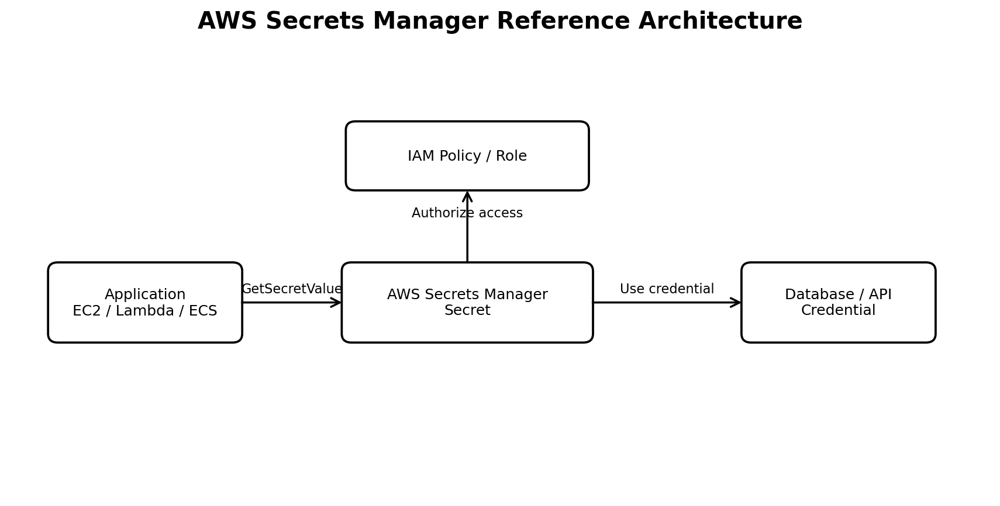 AWS Secrets Manager Reference Architecture
IAM Policy / Role
Authorize access
Application
EC2 / Lambda / ECS
GetSecretValue
AWS Secrets Manager
Secret
Use credential
Database / API
Credential